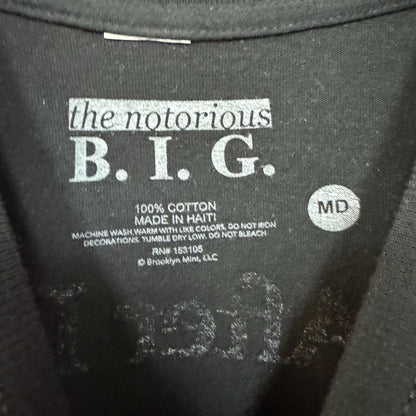 the notorious
B. I. G.
100% COTTON
MADE IN HAITI
MD
MACHINE WASH WARM WITH LIKE COLORS. DO NOT IRON
DECORATIONS. TUMBLE DRY LOW. DO NOT BLEACH
RN# 153105
© Brooklyn Mint, LLC